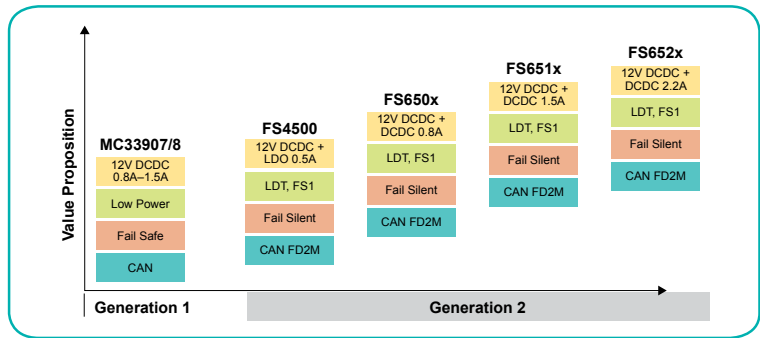 Value Proposition
MC33907/8
12V DCDC
0.8A–1.5A
Low Power
Fail Safe
CAN
FS4500
12V DCDC +
LDO 0.5A
LDT, FS1
Fail Silent
CAN FD2M
FS650x
12V DCDC +
DCDC 0.8A
LDT, FS1
Fail Silent
CAN FD2M
FS651x
12V DCDC +
DCDC 1.5A
LDT, FS1
Fail Silent
CAN FD2M
FS652x
12V DCDC +
DCDC 2.2A
LDT, FS1
Fail Silent
CAN FD2M
Generation 1
Generation 2